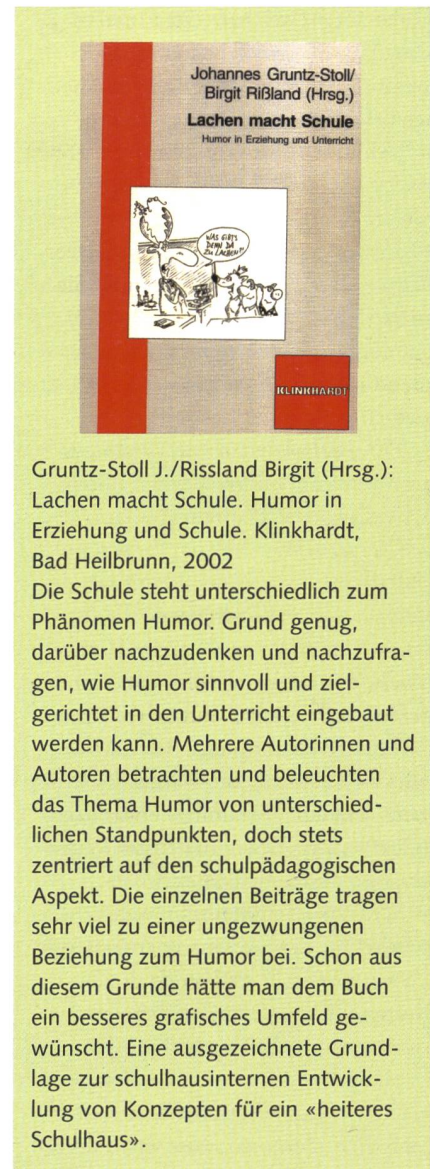 Johannes Gruntz-Stoll/
Birgit Rißland (Hrsg.)
Lachen macht Schule
Humor in Erziehung und Unterricht
WAS GIBTS
DENN DA
ZU LACHEN?!
KLINKHARDT
Gruntz-Stoll J./Rissland Birgit (Hrsg.):
Lachen macht Schule. Humor in
Erziehung und Schule. Klinkhardt,
Bad Heilbrunn, 2002
Die Schule steht unterschiedlich zum
Phänomen Humor. Grund genug,
darüber nachzudenken und nachzufra-
gen, wie Humor sinnvoll und ziel-
gerichtet in den Unterricht eingebaut
werden kann. Mehrere Autorinnen und
Autoren betrachten und beleuchten
das Thema Humor von unterschied-
lichen Standpunkten, doch stets
zentriert auf den schulpädagogischen
Aspekt. Die einzelnen Beiträge tragen
sehr viel zu einer ungezwungenen
Beziehung zum Humor bei. Schon aus
diesem Grunde hätte man dem Buch
ein besseres grafisches Umfeld ge-
wünscht. Eine ausgezeichnete Grund-
lage zur schulhausinternen Entwick-
lung von Konzepten für ein «heiteres
Schulhaus».